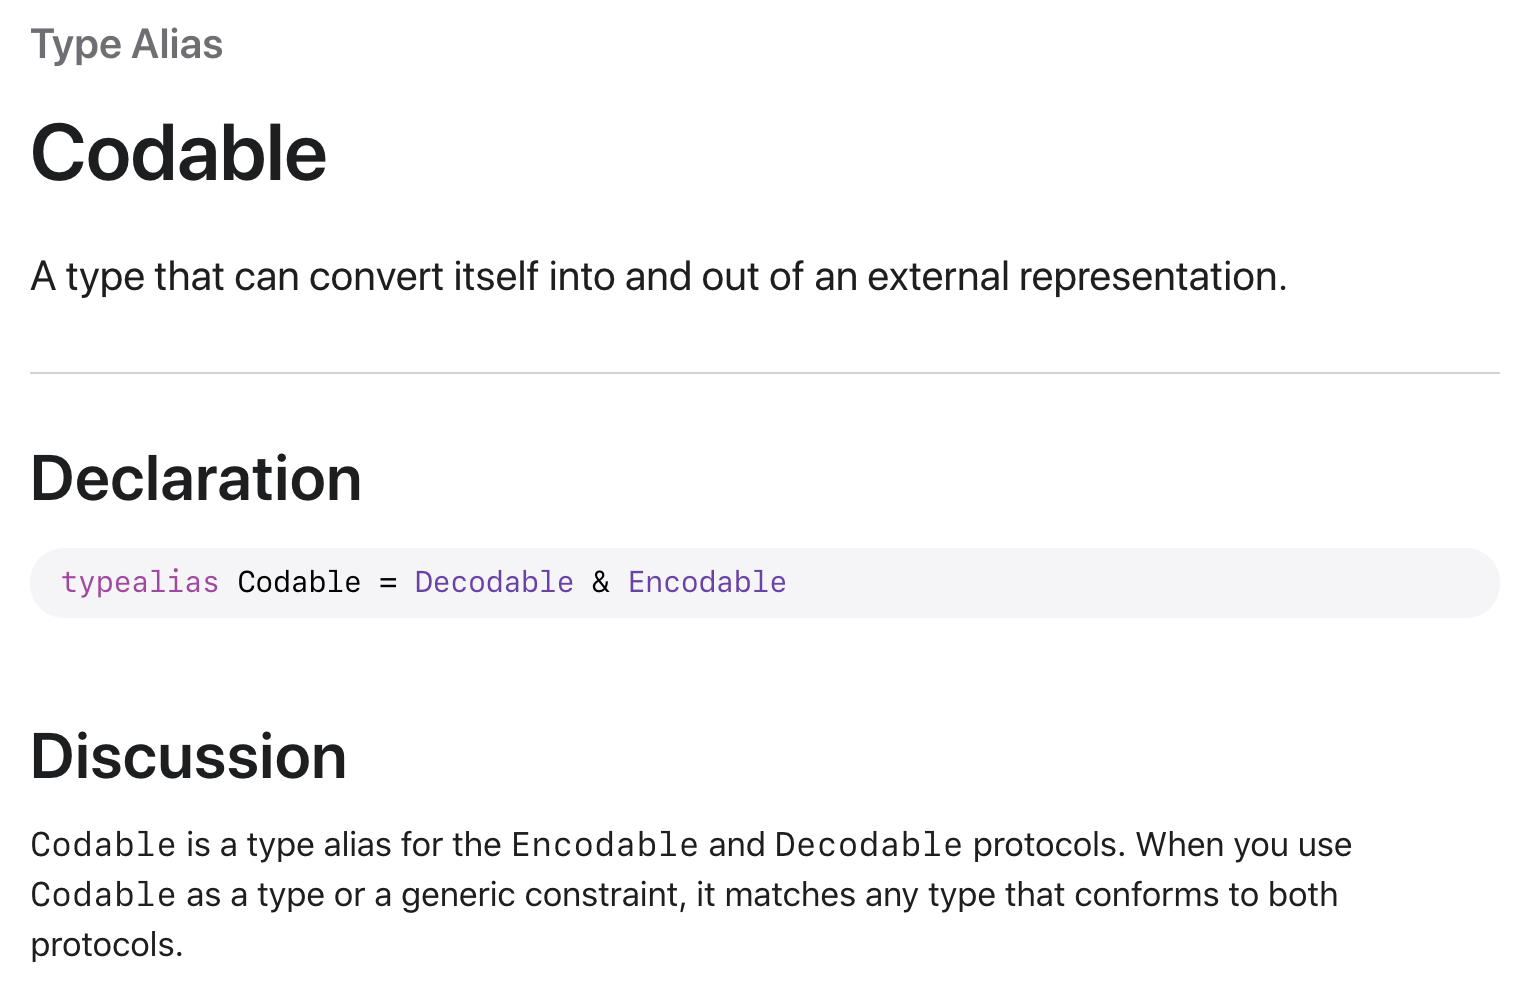 Type Alias
Codable
A type that can convert itself into and out of an external representation.
Declaration
typealias Codable = Decodable & Encodable
Discussion
Codable is a type alias for the Encodable and Decodable protocols. When you use
Codable as a type or a generic constraint, it matches any type that conforms to both
protocols.